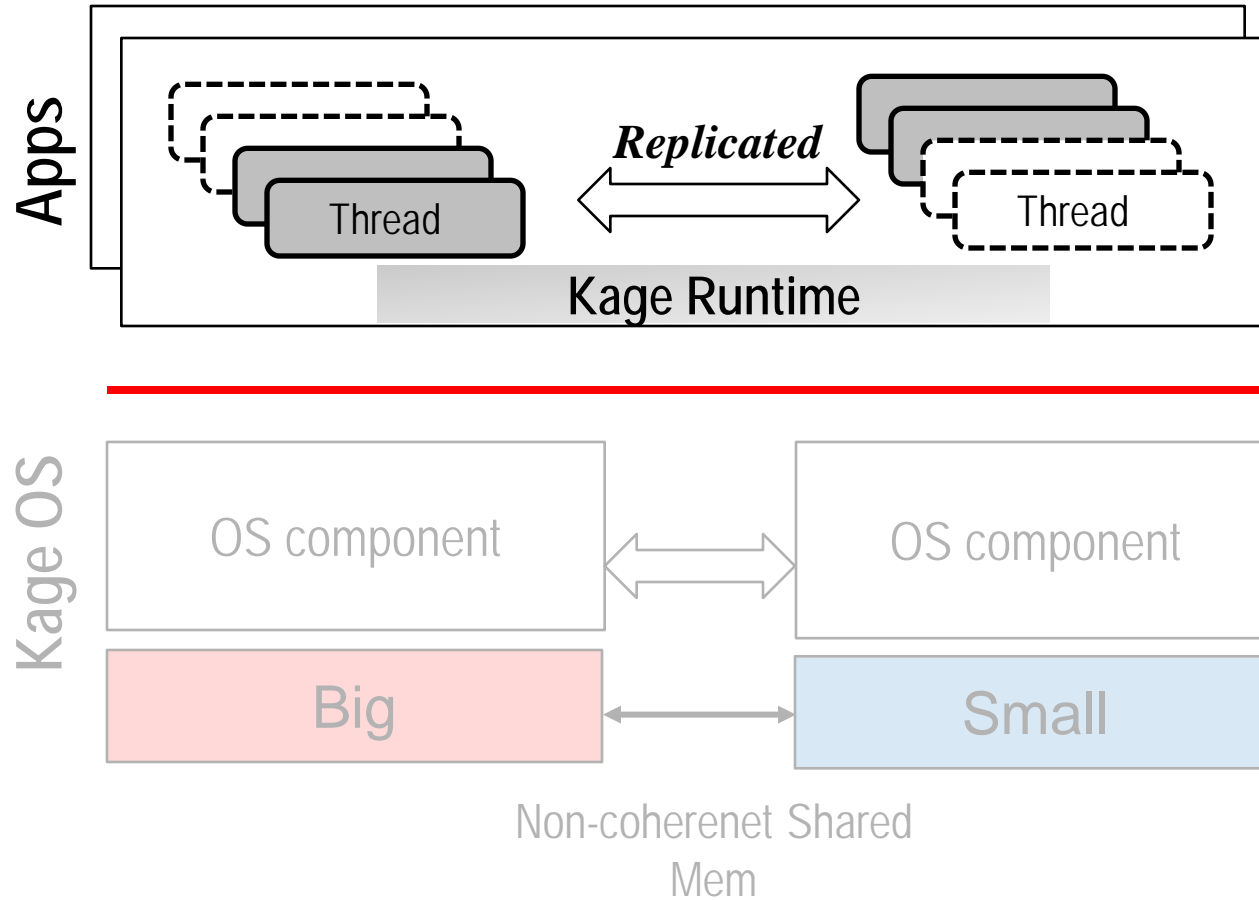 Apps
Replicated
Thread
Thread
Kage Runtime
Kage OS
OS component
OS component
Big
Small
Non-coherenet Shared
Mem